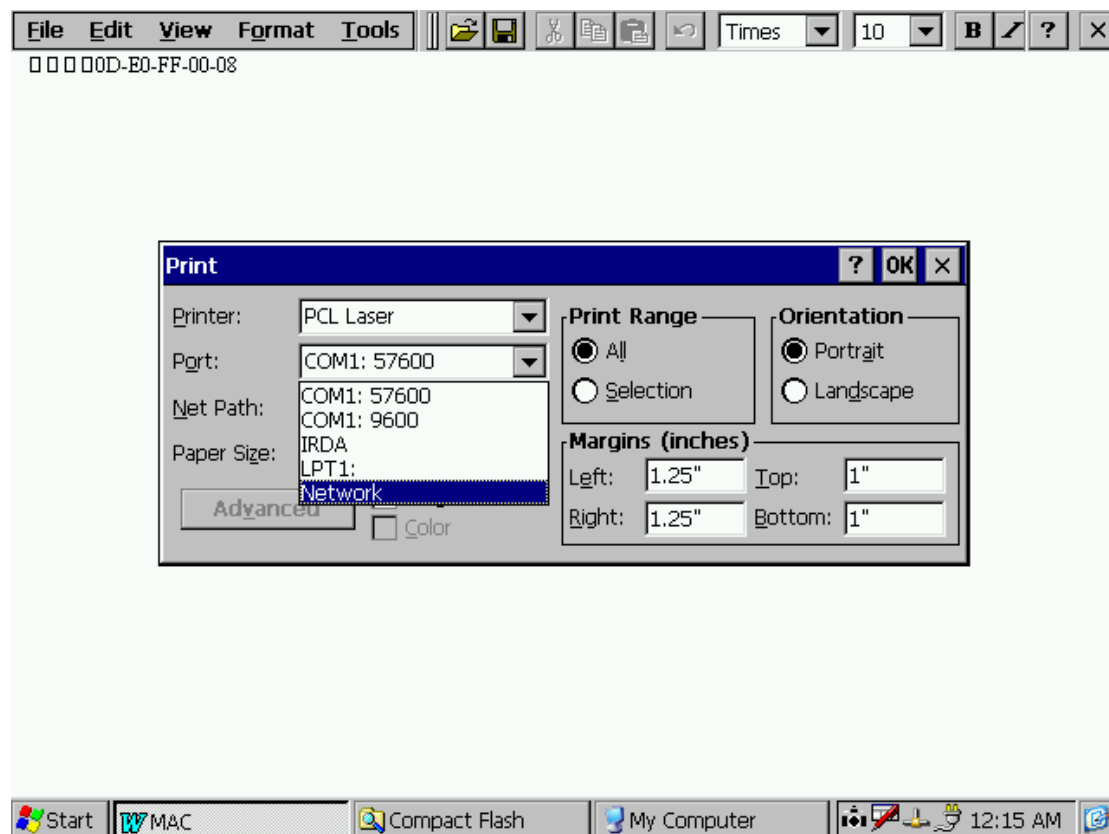 File Edit View Format Tools Times 10 B I ?
0D-E0-FF-00-08
Print ? OK
Printer: PCL Laser
Port: COM1: 57600
COM1: 57600
COM1: 9600
IRDA
LPT1:
Network
Net Path:
Paper Size:
Advanced
Color
Print Range
All
Selection
Orientation
Portrait
Landscape
Margins (inches)
Left: 1.25" Top: 1"
Right: 1.25" Bottom: 1"
Start MAC Compact Flash My Computer 12:15 AM